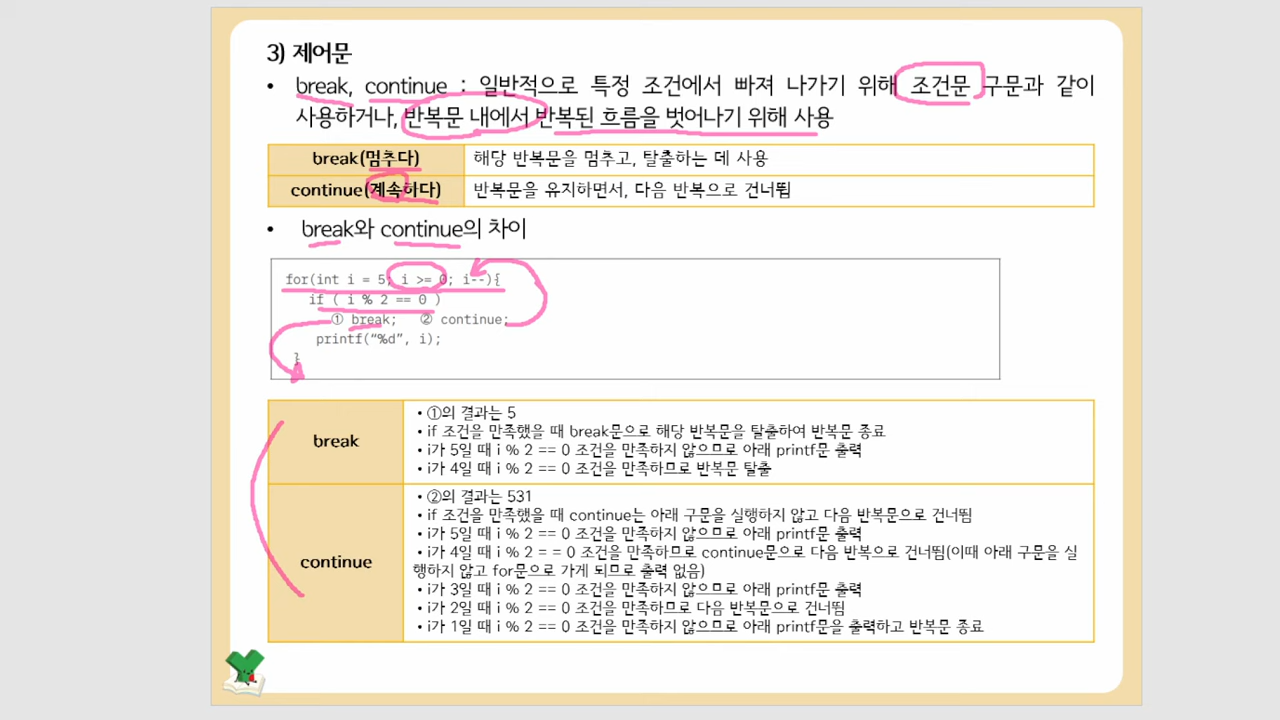 3) 제어문
• break, continue : 일반적으로 특정 조건에서 빠져 나가기 위해 조건문 구문과 같이
사용하거나, 반복문 내에서 반복된 흐름을 벗어나기 위해 사용
break(멈추다) 해당 반복문을 멈추고, 탈출하는 데 사용
continue(계속하다) 반복문을 유지하면서, 다음 반복으로 건너뜀
• break와 continue의 차이
for(int i = 5; i >= 0; i--){
if ( i % 2 == 0 )
① break; ② continue;
printf(“%d”, i);
}
break
• ①의 결과는 5
• if 조건을 만족했을 때 break문으로 해당 반복문을 탈출하여 반복문 종료
• i가 5일 때 i % 2 == 0 조건을 만족하지 않으므로 아래 printf문 출력
• i가 4일 때 i % 2 == 0 조건을 만족하므로 반복문 탈출
continue
• ②의 결과는 531
• if 조건을 만족했을 때 continue는 아래 구문을 실행하지 않고 다음 반복문으로 건너뜀
• i가 5일 때 i % 2 == 0 조건을 만족하지 않으므로 아래 printf문 출력
• i가 4일 때 i % 2 = = 0 조건을 만족하므로 continue문으로 다음 반복으로 건너뜀(이때 아래 구문을 실
행하지 않고 for문으로 가게 되므로 출력 없음)
• i가 3일 때 i % 2 == 0 조건을 만족하지 않으므로 아래 printf문 출력
• i가 2일 때 i % 2 == 0 조건을 만족하므로 다음 반복문으로 건너뜀
• i가 1일 때 i % 2 == 0 조건을 만족하지 않으므로 아래 printf문을 출력하고 반복문 종료